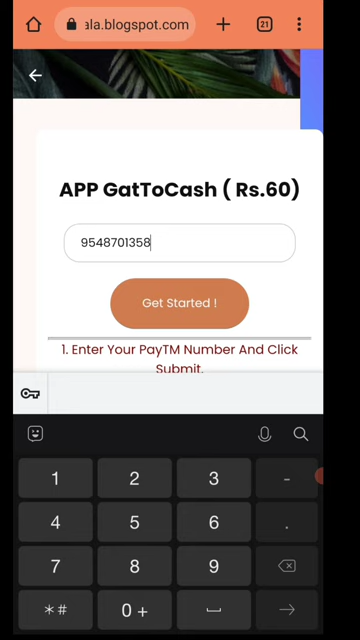 ala.blogspot.com
21
APP GatToCash ( Rs.60)
9548701358
Get Started !
1. Enter Your PayTM Number And Click
Submit.
1 2 3 -
4 5 6 .
7 8 9
*# 0 +